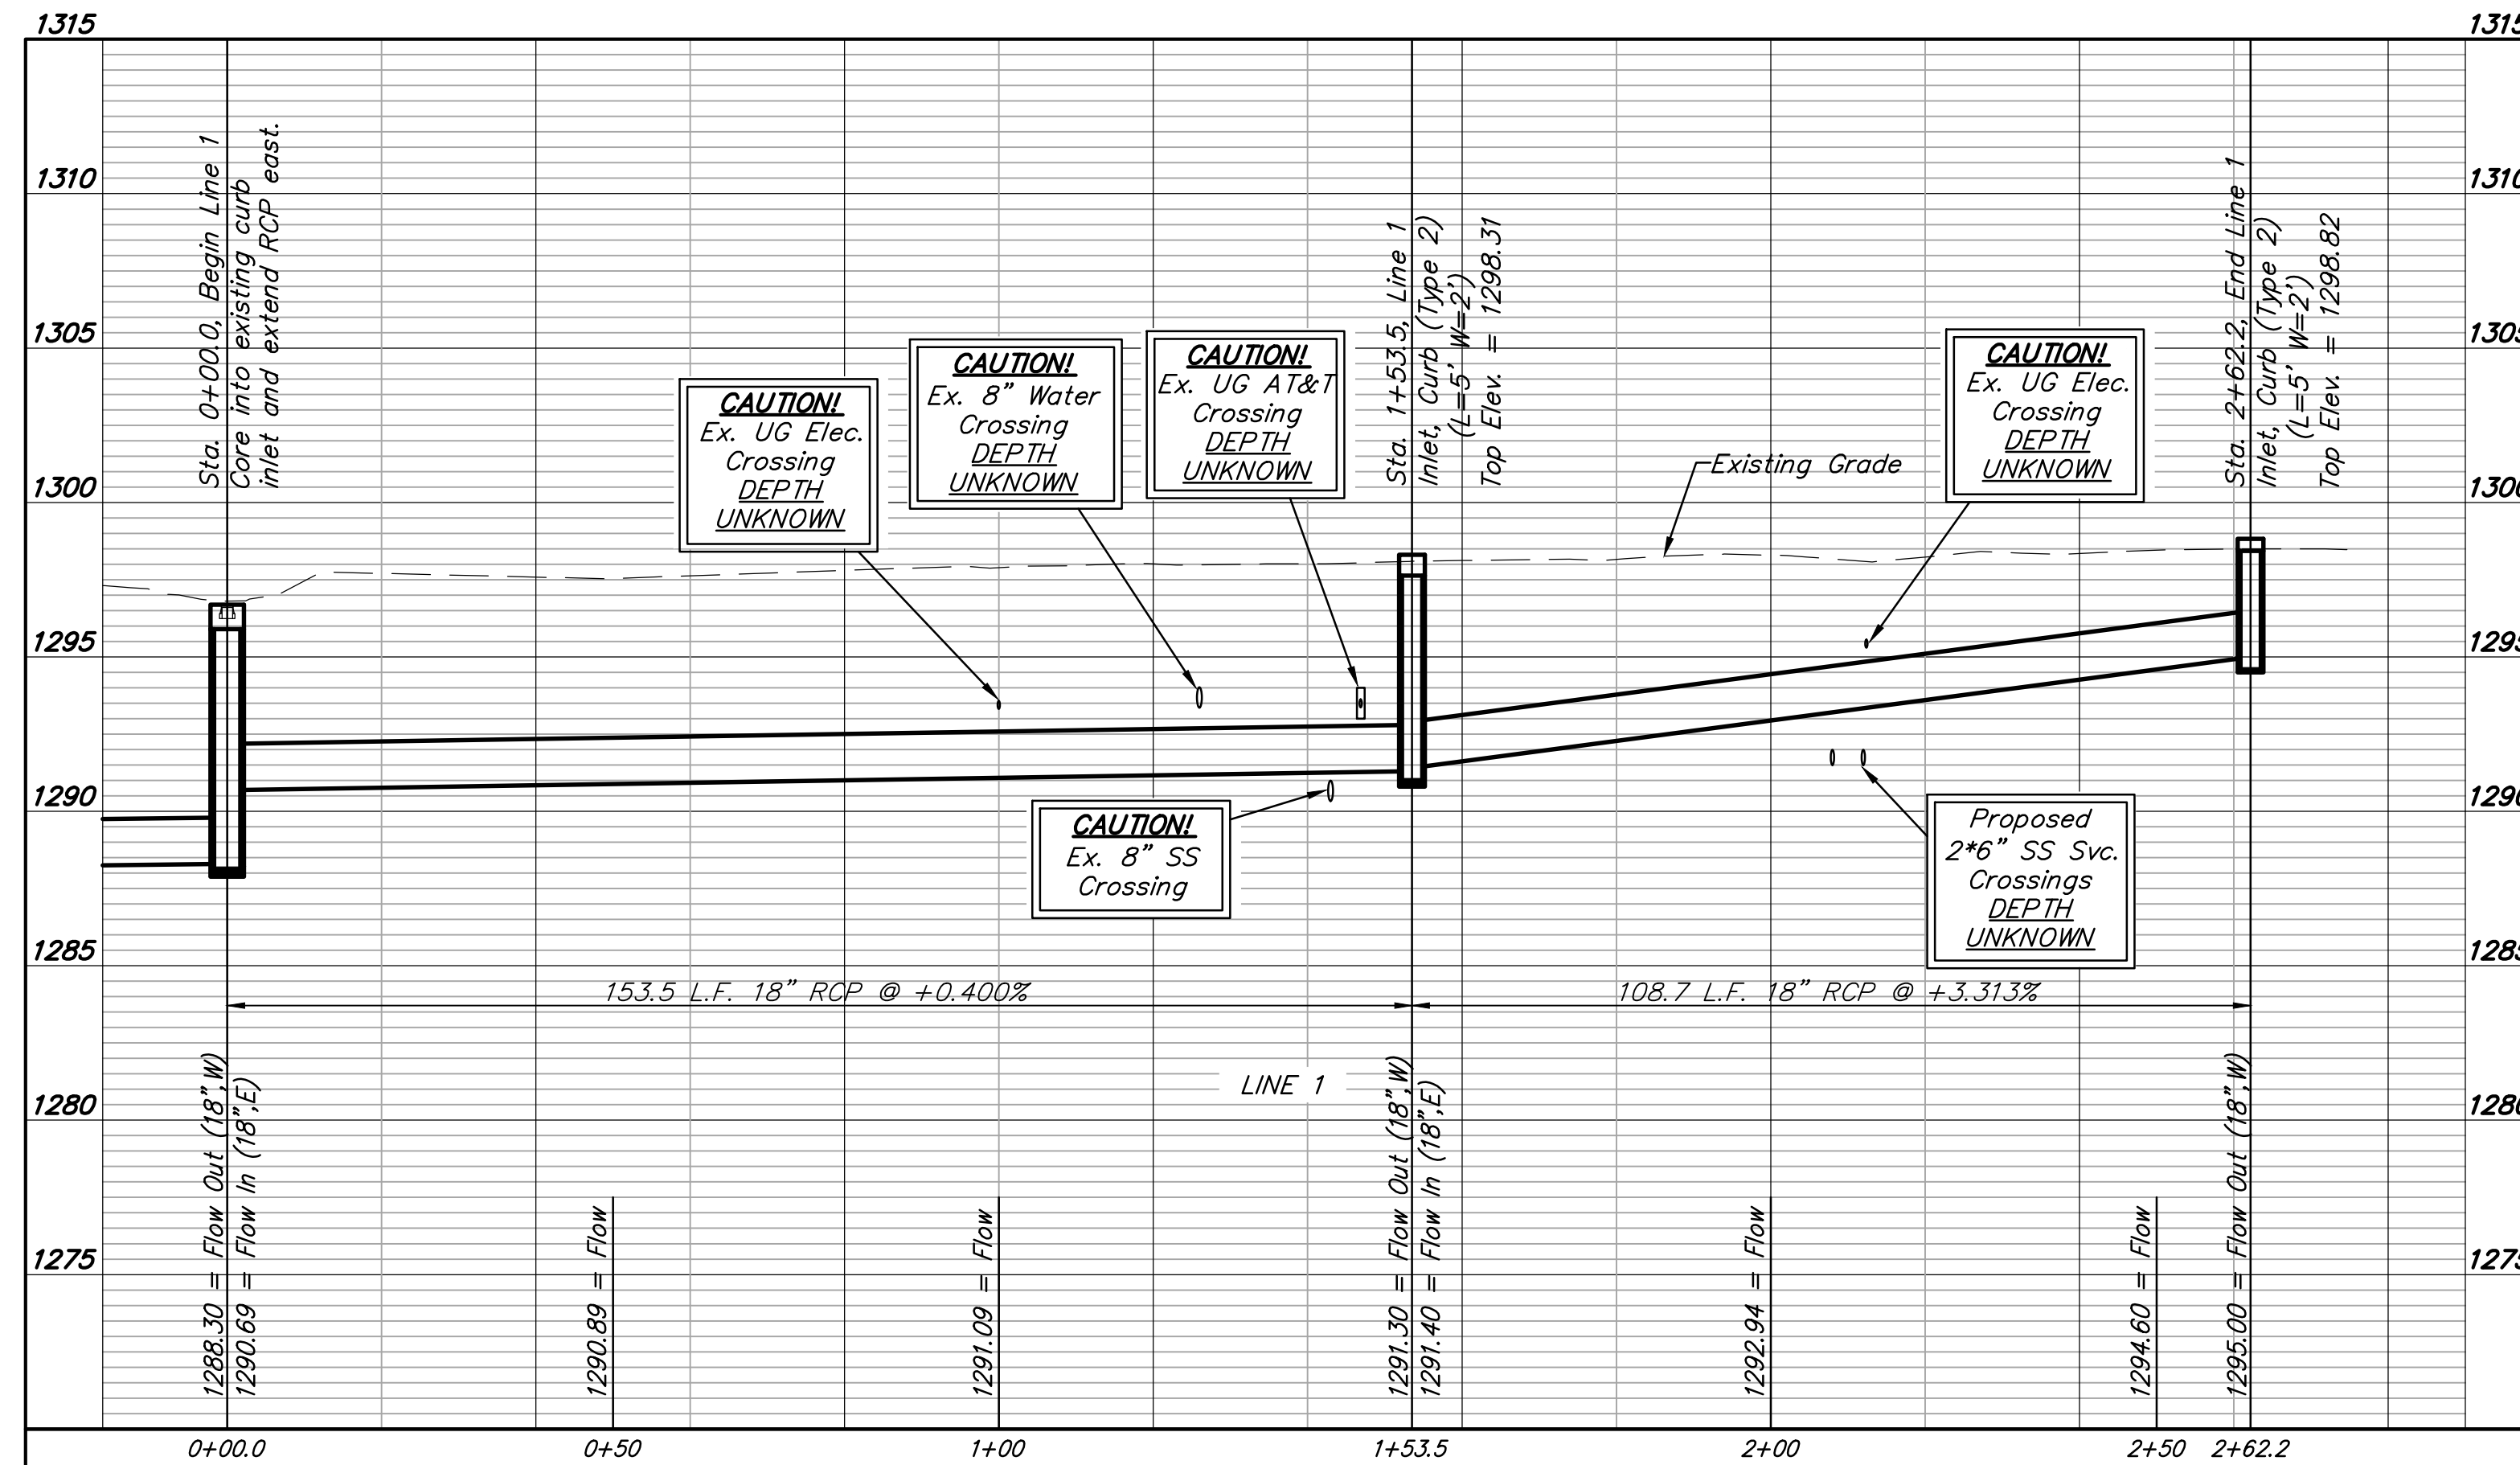 1315
1310
1305
1300
1295
1290
1285
1280
1275
Sta. 0+00.0, Begin Line 1
Core into existing curb
inlet and extend RCP east.
CAUTION!
Ex. UG Elec.
Crossing
DEPTH
UNKNOWN
CAUTION!
Ex. 8" Water
Crossing
DEPTH
UNKNOWN
CAUTION!
Ex. UG AT&T
Crossing
DEPTH
UNKNOWN
Sta. 1+53.5, Line 1
Inlet, Curb (Type 2)
(L=5' W=2')
Top Elev. = 1298.31
Existing Grade
CAUTION!
Ex. UG Elec.
Crossing
DEPTH
UNKNOWN
Sta. 2+62.2, End Line 1
Inlet, Curb (Type 2)
(L=5' W=2')
Top Elev. = 1298.82
CAUTION!
Ex. 8" SS
Crossing
Proposed
2*6" SS Svc.
Crossings
DEPTH
UNKNOWN
153.5 L.F. 18" RCP @ +0.400%
108.7 L.F. 18" RCP @ +3.313%
LINE 1
1288.30 = Flow Out (18",W)
1290.69 = Flow In (18",E)
1290.89 = Flow
1291.09 = Flow
1291.30 = Flow Out (18",W)
1291.40 = Flow In (18",E)
1292.94 = Flow
1294.60 = Flow
1295.00 = Flow Out (18",W)
0+00.0
0+50
1+00
1+53.5
2+00
2+50
2+62.2